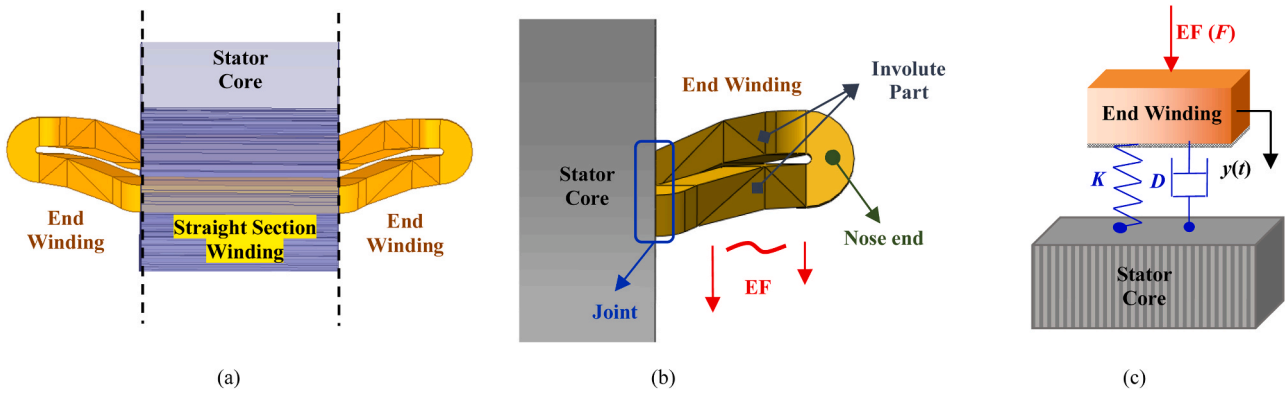 Stator
Core
End
Winding
Straight Section
Winding
End
Winding
(a)
End Winding
Involute
Part
Stator
Core
Nose end
EF
Joint
(b)
EF (F)
End Winding
K
D
y(t)
Stator
Core
(c)